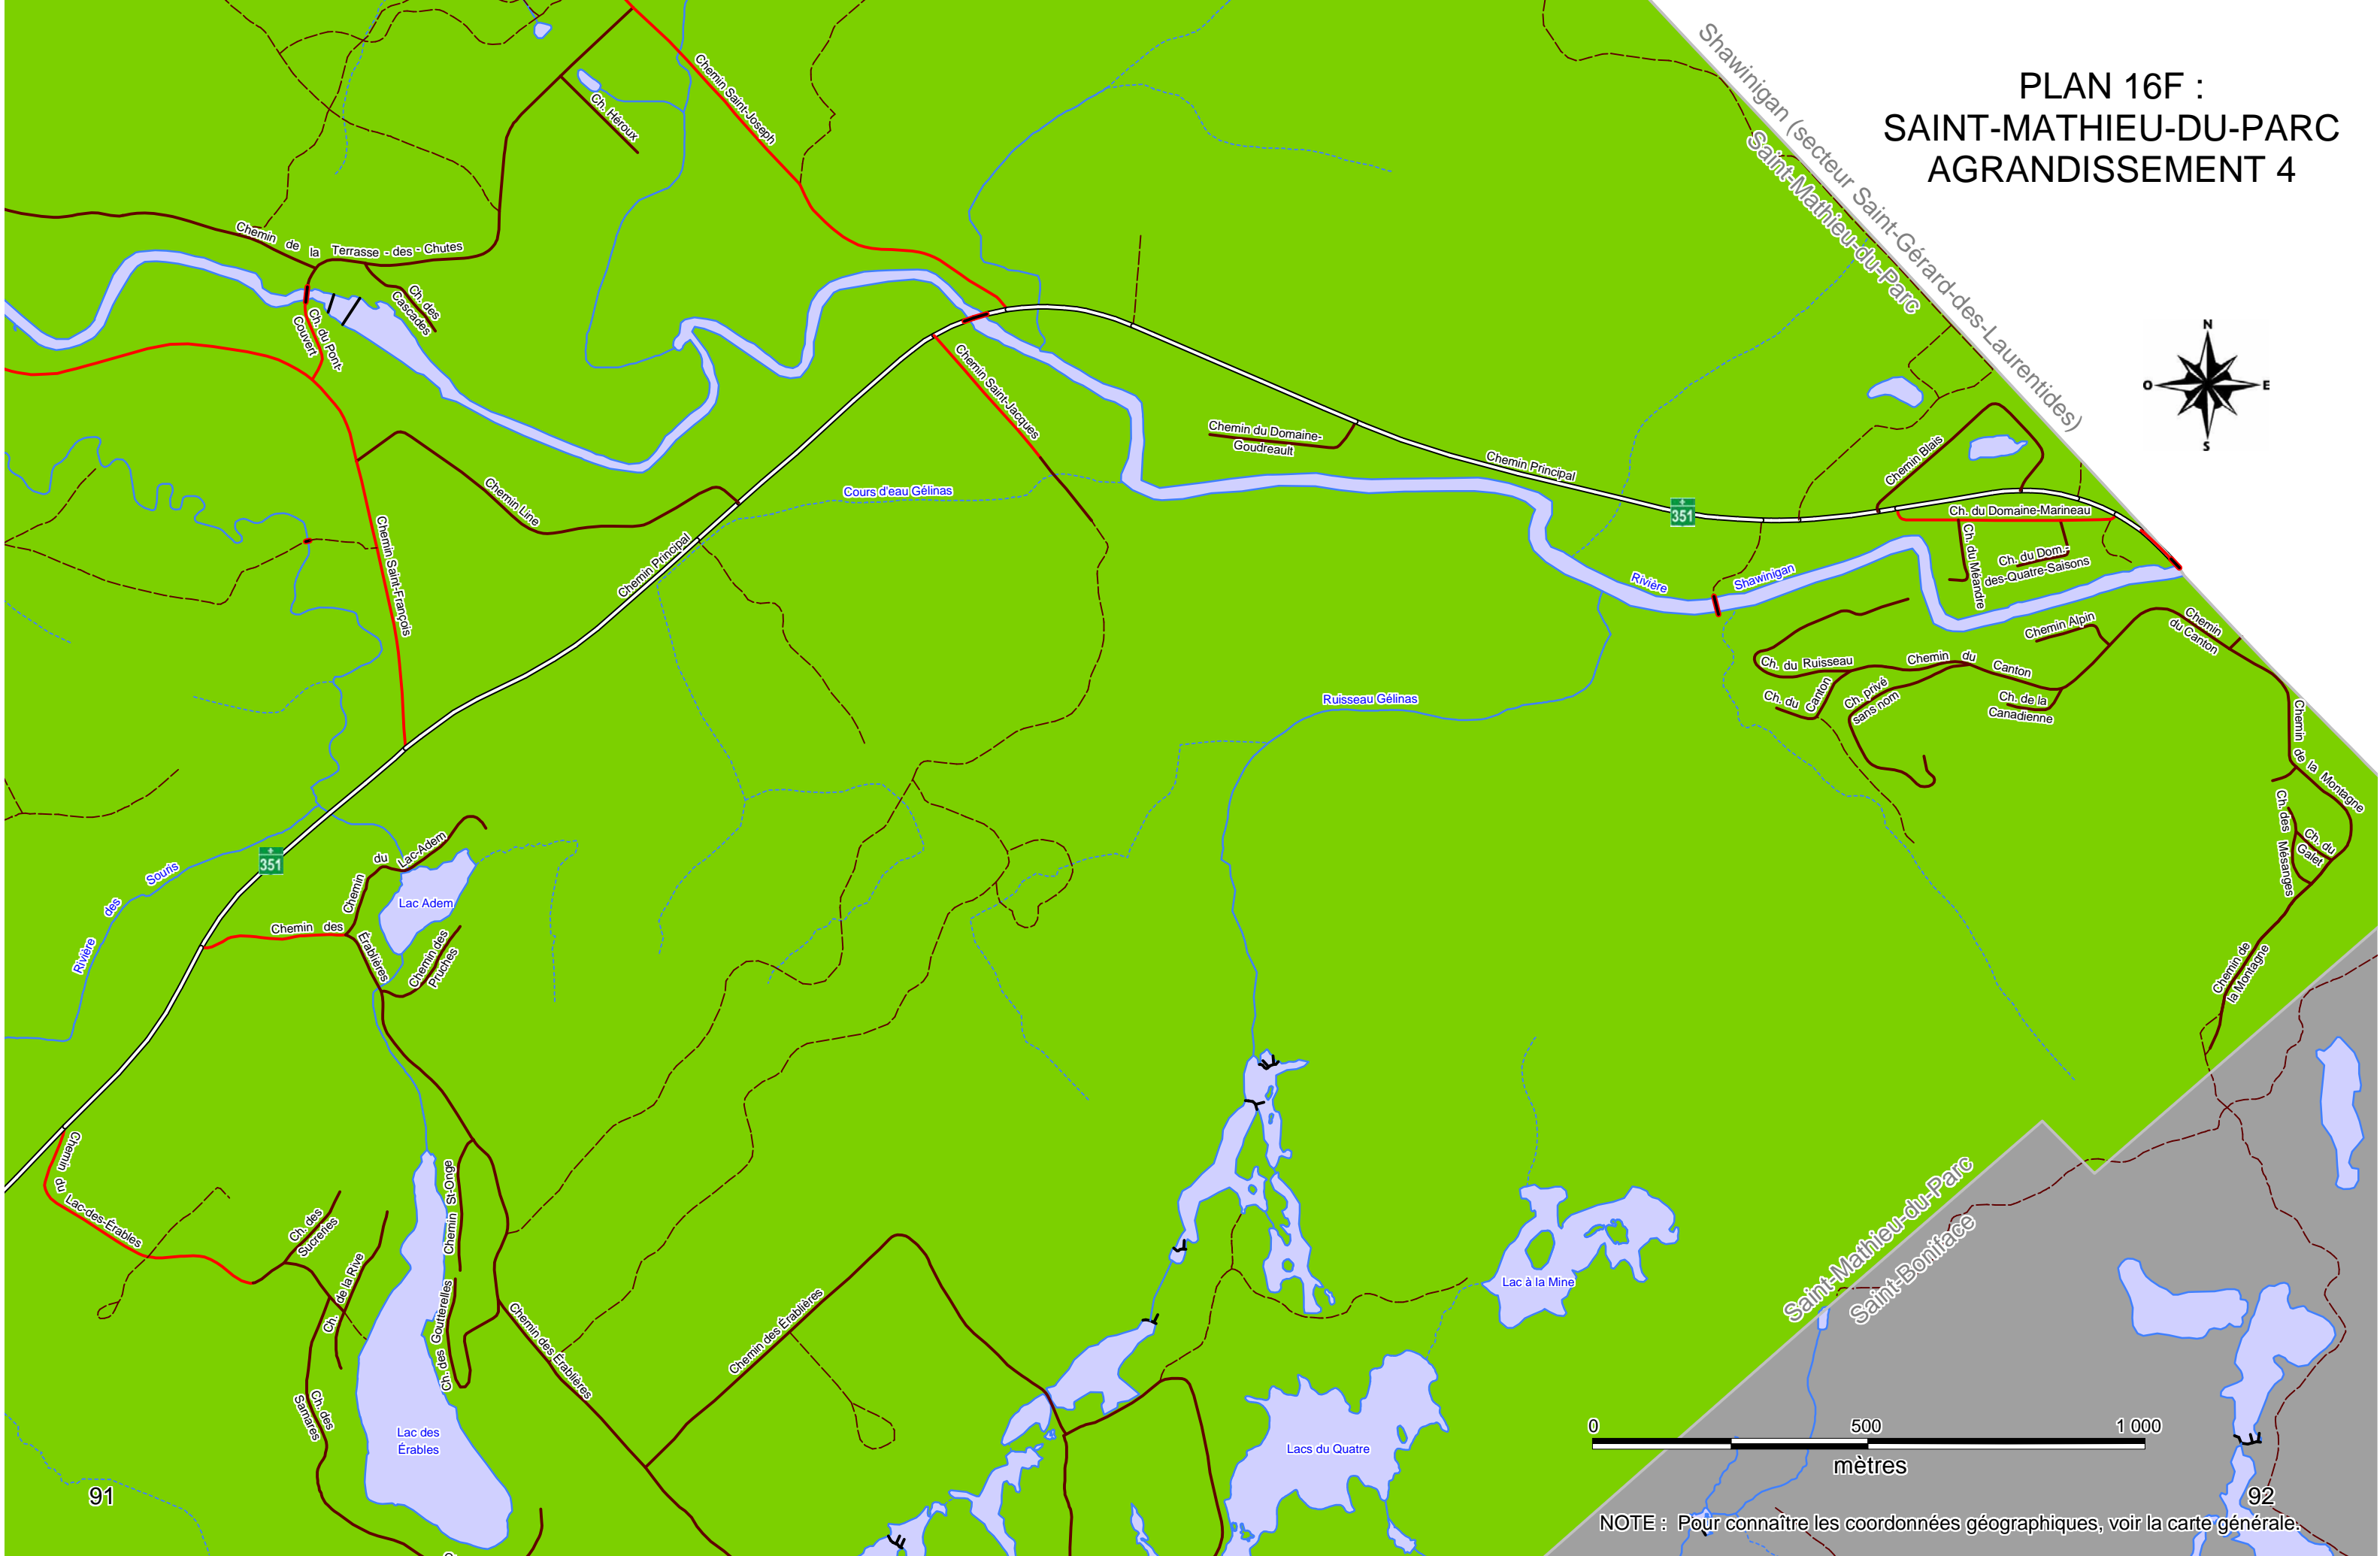 PLAN 16F :
SAINT-MATHIEU-DU-PARC
AGRANDISSEMENT 4
Shawinigan (secteur Saint-Gérard-des-Laurentides)
Saint-Mathieu-du-Parc
N
O
E
S
Chemin Saint-Joseph
Ch. Héroux
Chemin de la Terrasse - des - Chutes
Ch. des
Cascades
Ch. du Pont-
Couvert
Chemin Saint-Jacques
Chemin du Domaine-
Goudreault
Chemin Principal
351
Chemin Blais
Ch. du Domaine-Marineau
Ch. du Méandre
Ch. du Dom.-
des-Quatre-Saisons
Chemin Line
Cours d'eau Gélinas
Chemin Saint-François
Chemin Principal
Rivière Shawinigan
Chemin Alpin
Chemin
du Canton
Ch. du Ruisseau
Chemin du Canton
Ch. du Canton
Ch. privé
sans nom
Ch. de la
Canadienne
Ruisseau Gélinas
Chemin de la Montagne
Ch. des Mésanges
Ch. du
Galet
Chemin de
la Montagne
351
Rivière des Souris
Chemin du Lac-Adem
Lac Adem
Chemin des Érablières
Chemin des
Pruches
Chemin du Lac-des-Érables
Ch. des
Sucreries
Ch. de la Rive
Chemin St-Onge
Ch. des Goutterelles
Chemin des Érablières
Chemin des Érablières
Ch. des
Samares
Lac des
Érables
Lac à la Mine
Lacs du Quatre
Saint-Mathieu-du-Parc
Saint-Boniface
0 500 1 000
mètres
91
92
NOTE : Pour connaître les coordonnées géographiques, voir la carte générale.